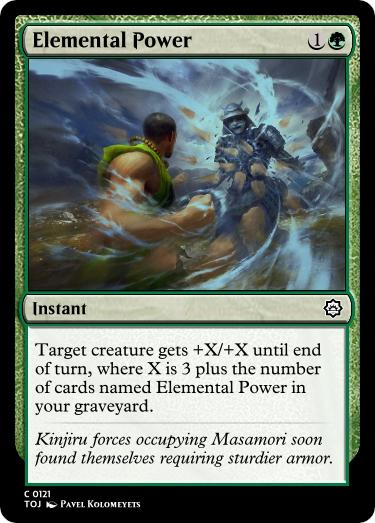 Elemental Power 1
Instant
Target creature gets +X/+X until end
of turn, where X is 3 plus the number
of cards named Elemental Power in
your graveyard.
Kinjiru forces occupying Masamori soon
found themselves requiring sturdier armor.
C 0121
TOJ Pavel Kolomeyets